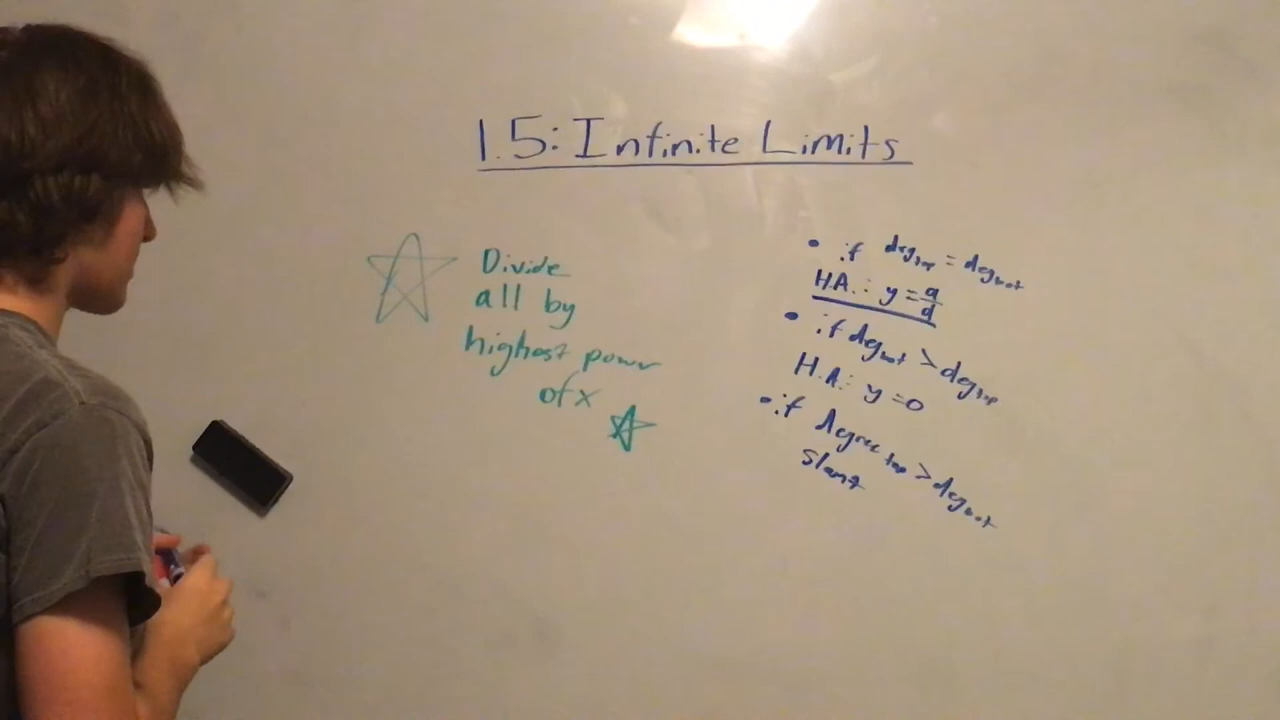 1.5: Infinite Limits
Divide
all by
highest power
of x
• if deg top = deg bot
H.A.: y = a/d
• if deg bot > deg top
H.A.: y = 0
• if degree top > deg bot
slant